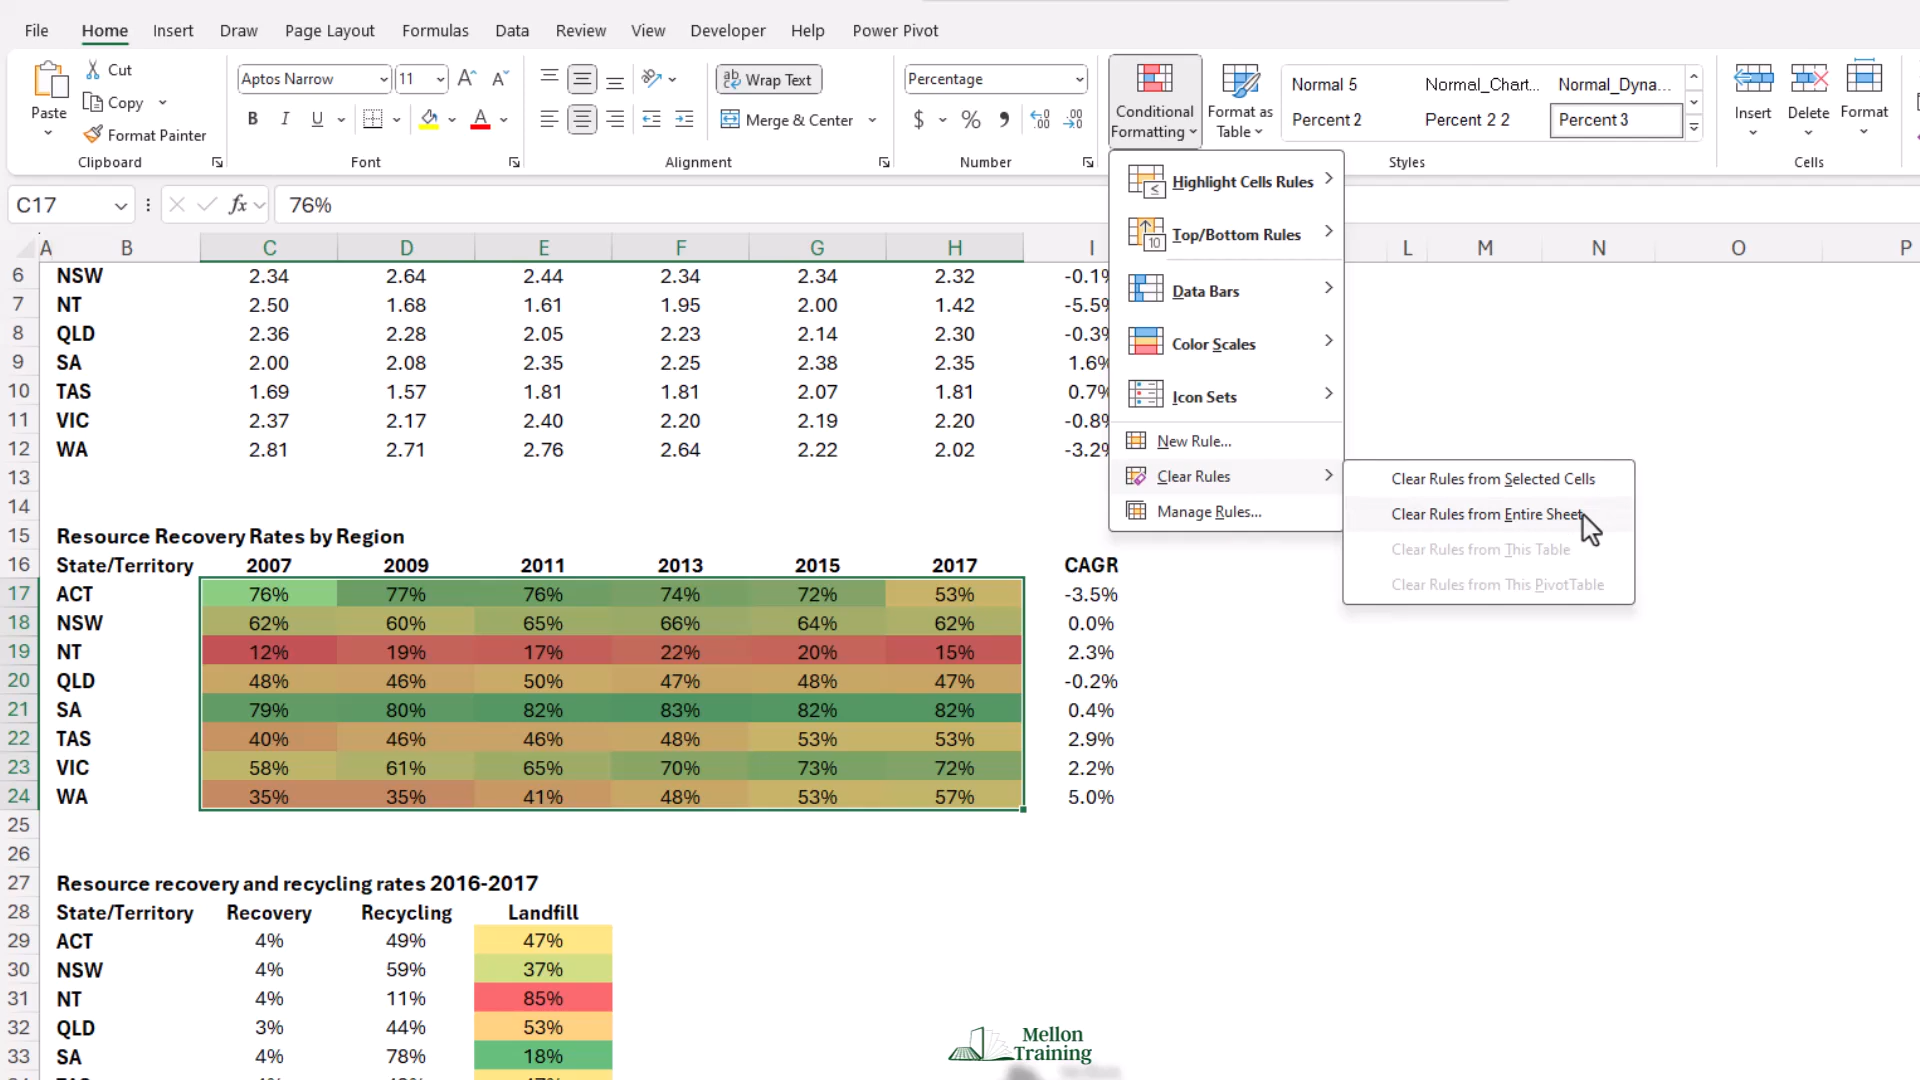 File Home Insert Draw Page Layout Formulas Data Review View Developer Help Power Pivot
Paste Cut Copy Format Painter Clipboard
Aptos Narrow 11 A^ A B I U A Font
ab Wrap Text Merge & Center Alignment
Percentage $ % , Number
Conditional Formatting Format as Table
Normal 5 Normal_Chart... Normal_Dyna...
Percent 2 Percent 2 2 Percent 3
Styles
Insert Delete Format
Cells
C17 fx 76%
A B C D E F G H I L M N O P
6 NSW 2.34 2.64 2.44 2.34 2.34 2.32 -0.1%
7 NT 2.50 1.68 1.61 1.95 2.00 1.42 -5.5%
8 QLD 2.36 2.28 2.05 2.23 2.14 2.30 -0.3%
9 SA 2.00 2.08 2.35 2.25 2.38 2.35 1.6%
10 TAS 1.69 1.57 1.81 1.81 2.07 1.81 0.7%
11 VIC 2.37 2.17 2.40 2.20 2.19 2.20 -0.8%
12 WA 2.81 2.71 2.76 2.64 2.22 2.02 -3.2%
13
14
15 Resource Recovery Rates by Region
16 State/Territory 2007 2009 2011 2013 2015 2017 CAGR
17 ACT 76% 77% 76% 74% 72% 53% -3.5%
18 NSW 62% 60% 65% 66% 64% 62% 0.0%
19 NT 12% 19% 17% 22% 20% 15% 2.3%
20 QLD 48% 46% 50% 47% 48% 47% -0.2%
21 SA 79% 80% 82% 83% 82% 82% 0.4%
22 TAS 40% 46% 46% 48% 53% 53% 2.9%
23 VIC 58% 61% 65% 70% 73% 72% 2.2%
24 WA 35% 35% 41% 48% 53% 57% 5.0%
25
26
27 Resource recovery and recycling rates 2016-2017
28 State/Territory Recovery Recycling Landfill
29 ACT 4% 49% 47%
30 NSW 4% 59% 37%
31 NT 4% 11% 85%
32 QLD 3% 44% 53%
33 SA 4% 78% 18%
Highlight Cells Rules
Top/Bottom Rules
Data Bars
Color Scales
Icon Sets
New Rule...
Clear Rules
Manage Rules...
Clear Rules from Selected Cells
Clear Rules from Entire Sheet
Clear Rules from This Table
Clear Rules from This PivotTable
Mellon
Training